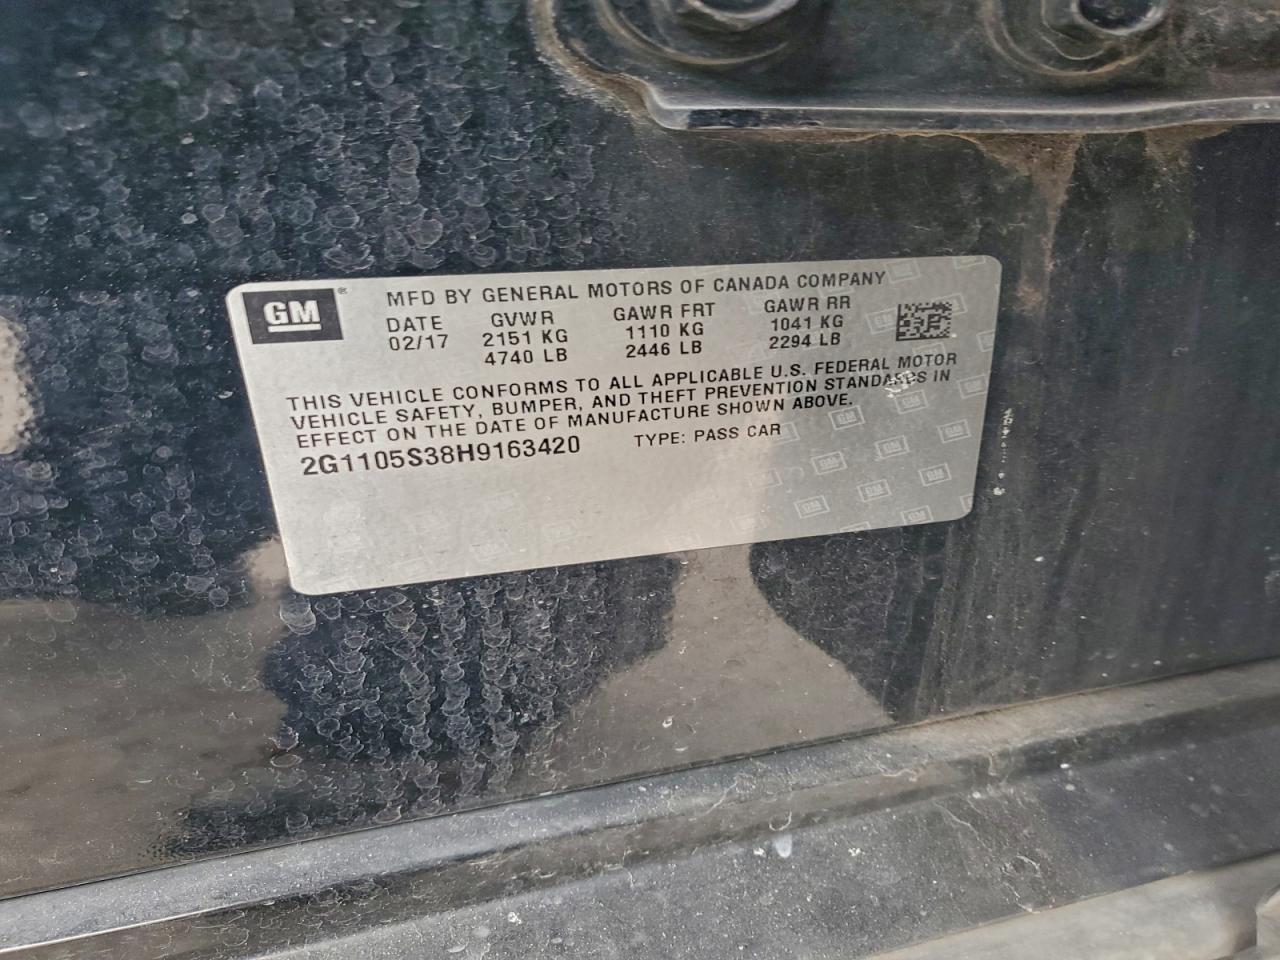 GM
MFD BY GENERAL MOTORS OF CANADA COMPANY
DATE GVWR GAWR FRT GAWR RR
02/17 2151 KG 1110 KG 1041 KG
4740 LB 2446 LB 2294 LB
THIS VEHICLE CONFORMS TO ALL APPLICABLE U.S. FEDERAL MOTOR
VEHICLE SAFETY, BUMPER, AND THEFT PREVENTION STANDARDS IN
EFFECT ON THE DATE OF MANUFACTURE SHOWN ABOVE.
2G1105S38H9163420 TYPE: PASS CAR